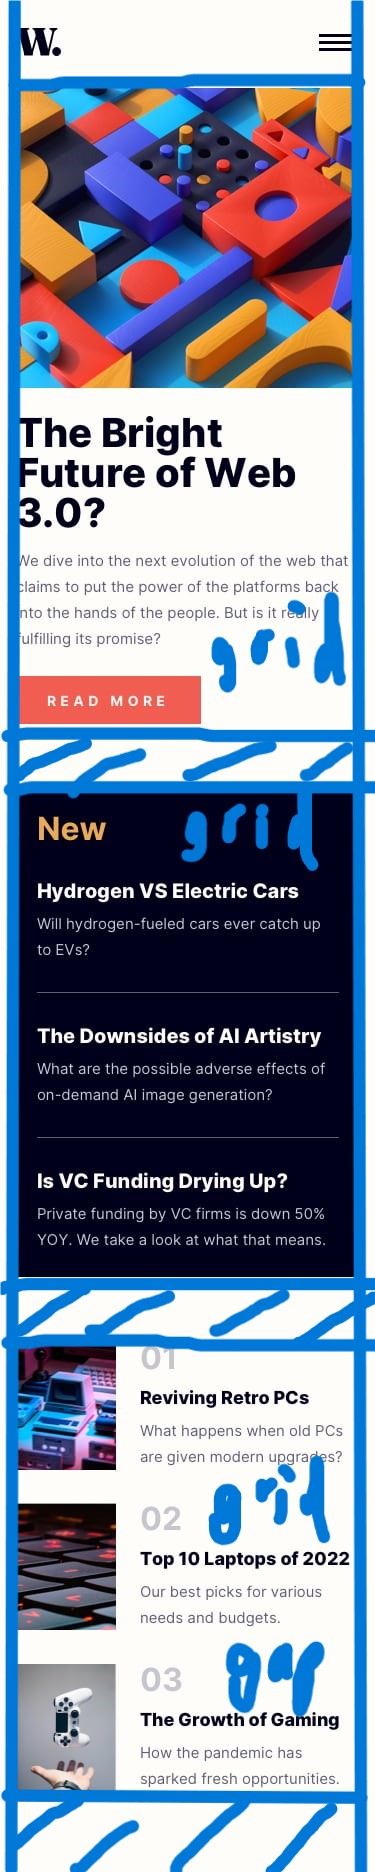 W.
The Bright
Future of Web
3.0?
We dive into the next evolution of the web that
claims to put the power of the platforms back
into the hands of the people. But is it really
fulfilling its promise?
grid
READ MORE
New
grid
Hydrogen VS Electric Cars
Will hydrogen-fueled cars ever catch up
to EVs?
The Downsides of AI Artistry
What are the possible adverse effects of
on-demand AI image generation?
Is VC Funding Drying Up?
Private funding by VC firms is down 50%
YOY. We take a look at what that means.
01
Reviving Retro PCs
What happens when old PCs
are given modern upgrades?
grid
02
Top 10 Laptops of 2022
Our best picks for various
needs and budgets.
gap
03
The Growth of Gaming
How the pandemic has
sparked fresh opportunities.